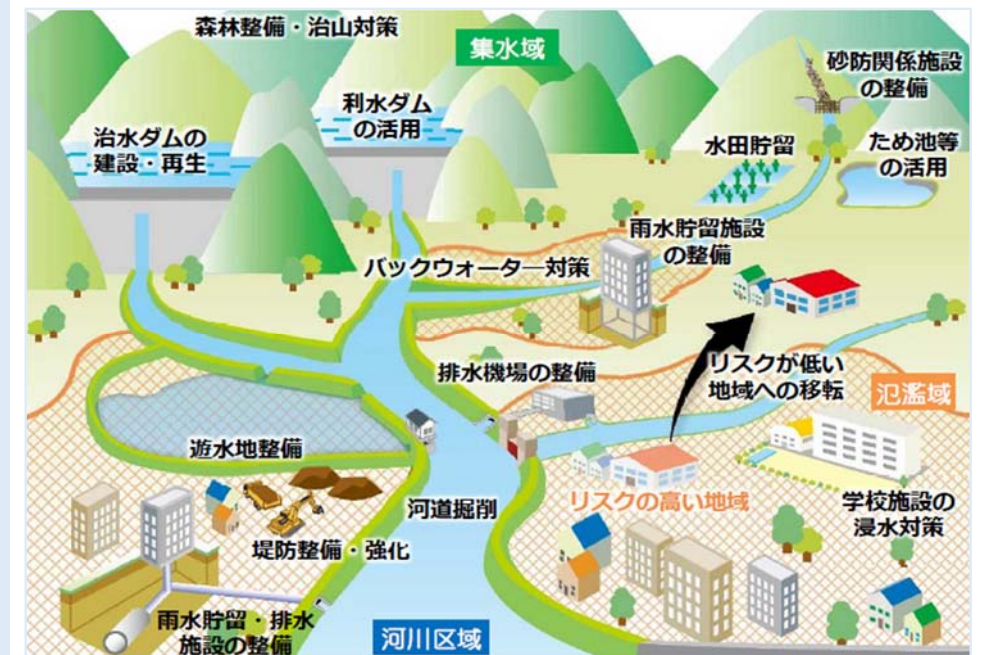 森林整備・治山対策
集水域
砂防関係施設
の整備
利水ダム
の活用
治水ダムの
建設・再生
水田貯留
ため池等
の活用
雨水貯留施設
の整備
バックウォーター対策
排水機場の整備
リスクが低い
地域への移転
氾濫域
遊水地整備
河道掘削
リスクの高い地域
学校施設の
浸水対策
堤防整備・強化
雨水貯留・排水
施設の整備
河川区域